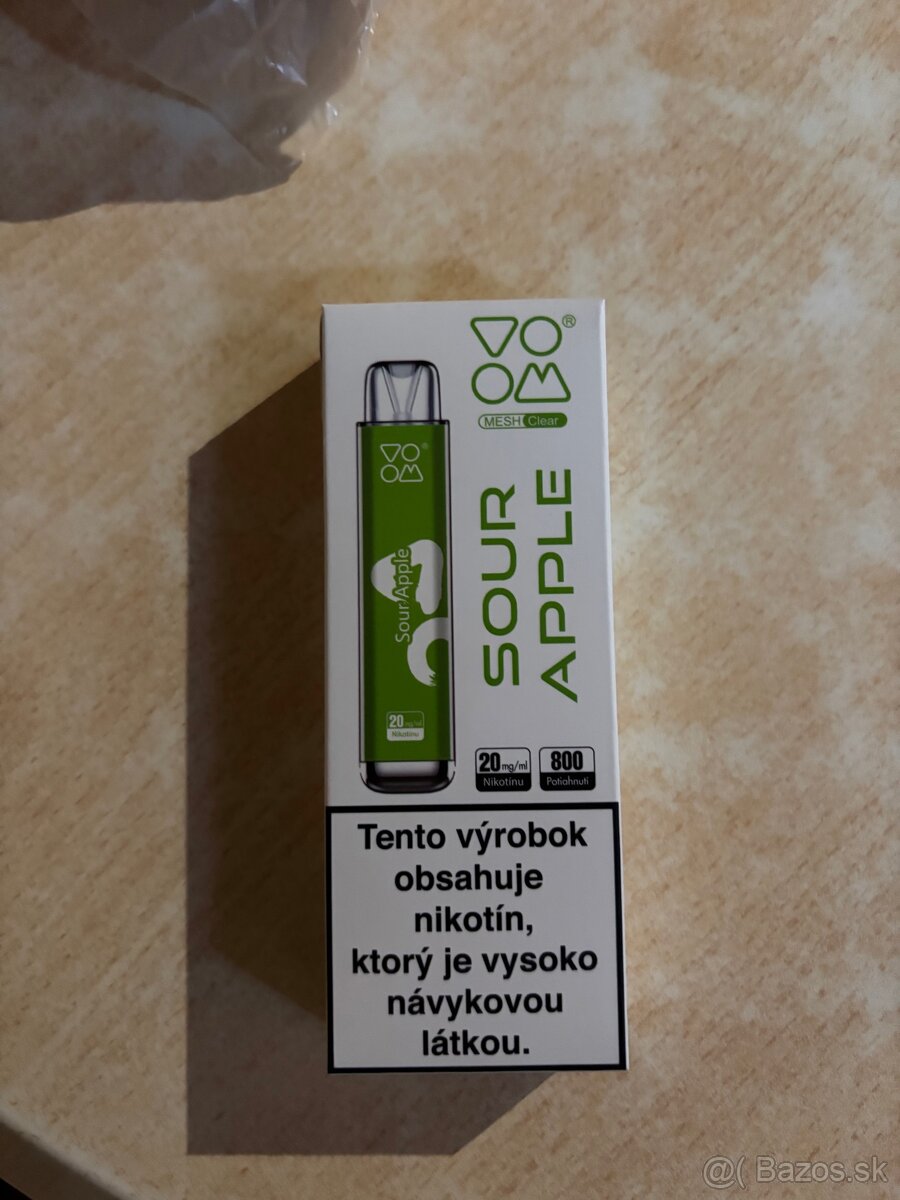 VOOM®
MESH Clear
SOUR
APPLE
VOOM®
Sour Apple
20 mg/ml
Nikotínu
20 mg/ml
Nikotínu
800
Potiahnutí
Tento výrobok
obsahuje
nikotín,
ktorý je vysoko
návykovou
látkou.
@( Bazos.sk